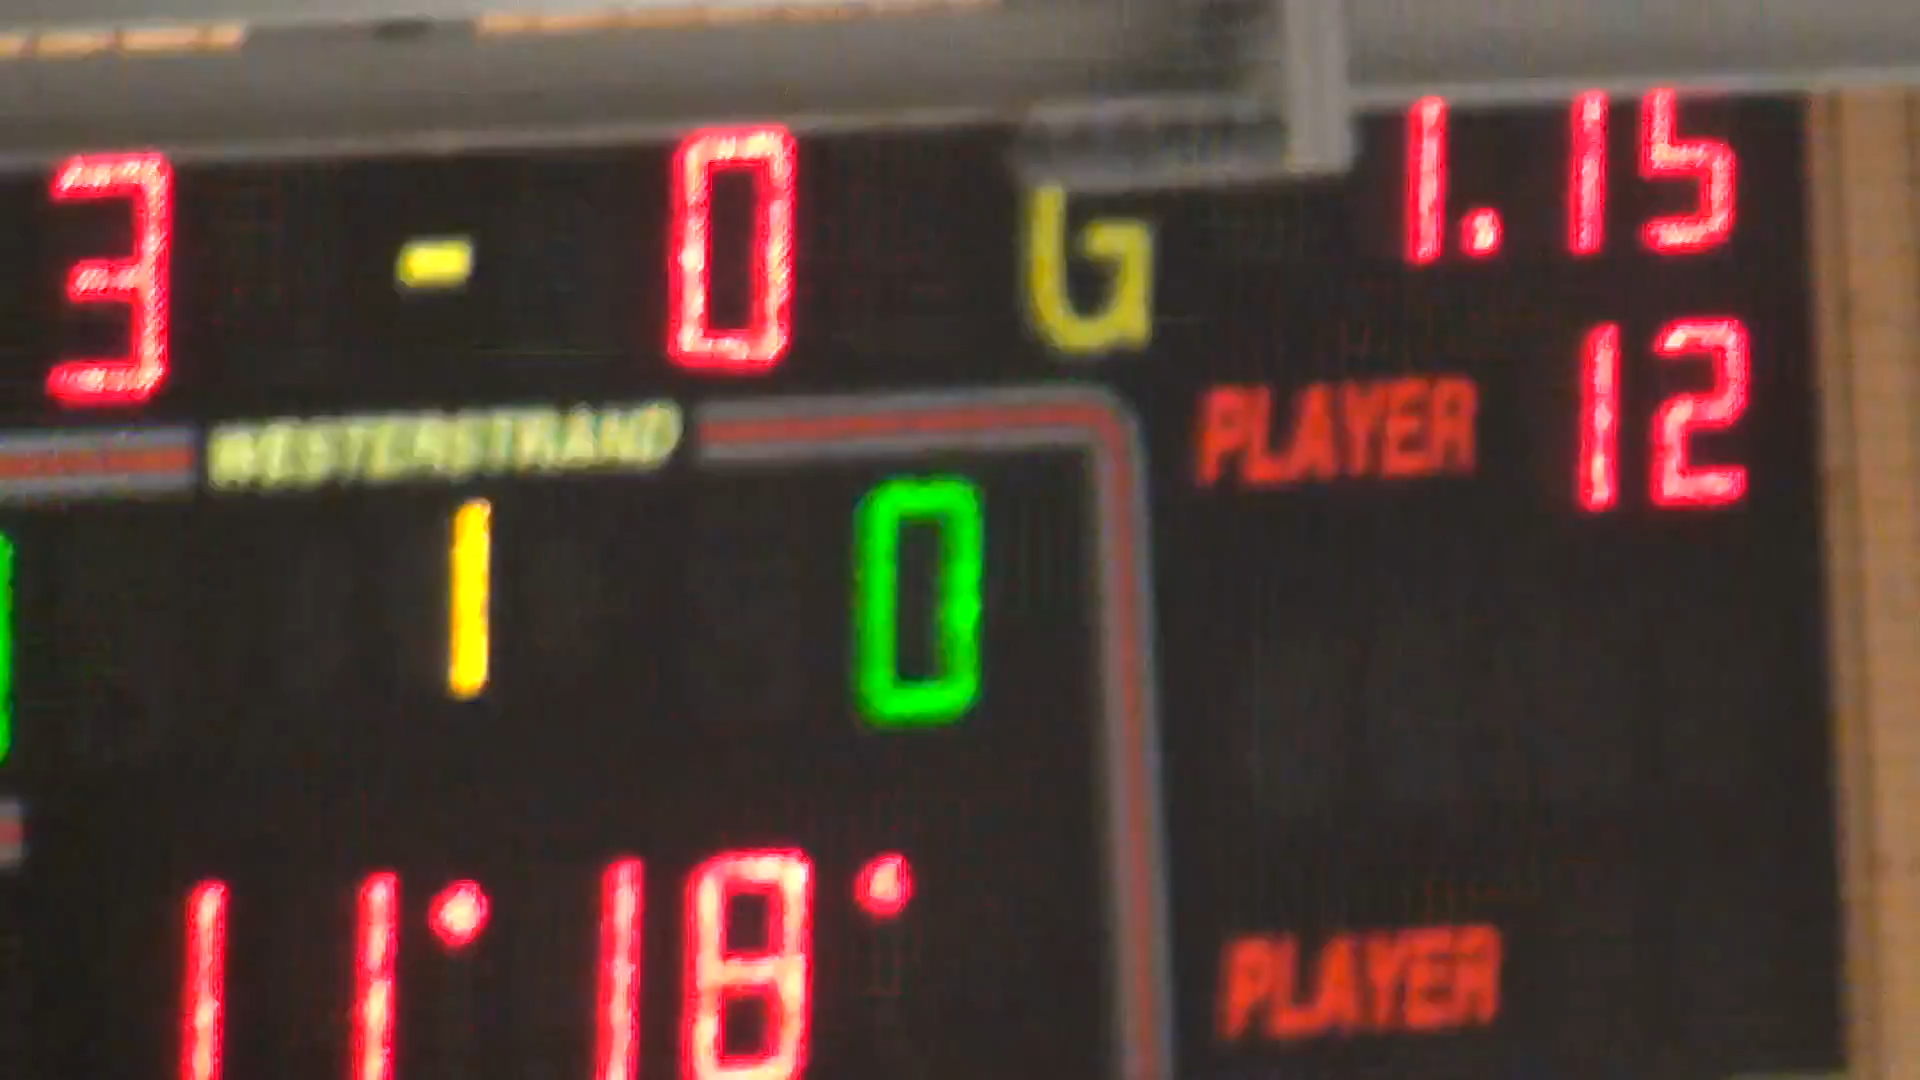 3 - 0 G 1.15
PLAYER 12
WESTERSTRAND
1 0
11 18
PLAYER